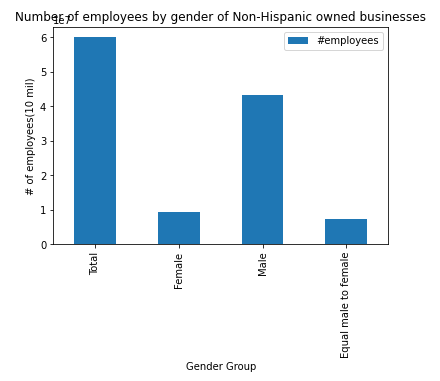 Number of employees by gender of Non-Hispanic owned businesses
1e7
#employees
6
5
4
3
2
1
0
# of employees(10 mil)
Total
Female
Male
Equal male to female
Gender Group